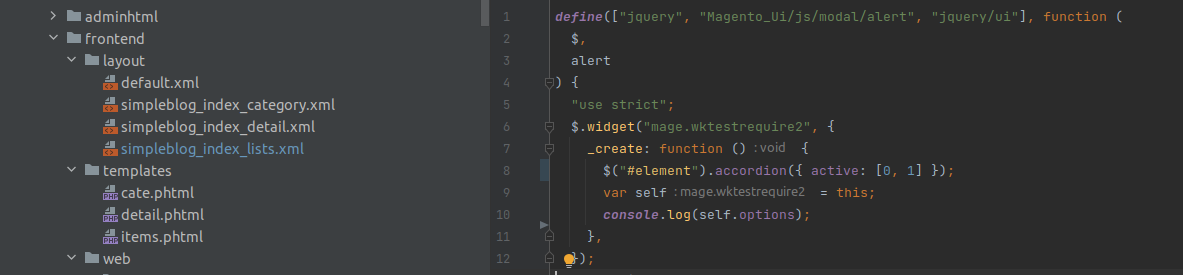 adminhtml
frontend
layout
default.xml
simpleblog_index_category.xml
simpleblog_index_detail.xml
simpleblog_index_lists.xml
templates
cate.phtml
detail.phtml
items.phtml
web
1 define(["jquery", "Magento_Ui/js/modal/alert", "jquery/ui"], function (
2 $,
3 alert
4 ) {
5 "use strict";
6 $.widget("mage.wktestrequire2", {
7 _create: function () :void {
8 $("#element").accordion({ active: [0, 1] });
9 var self :mage.wktestrequire2 = this;
10 console.log(self.options);
11 },
12 });